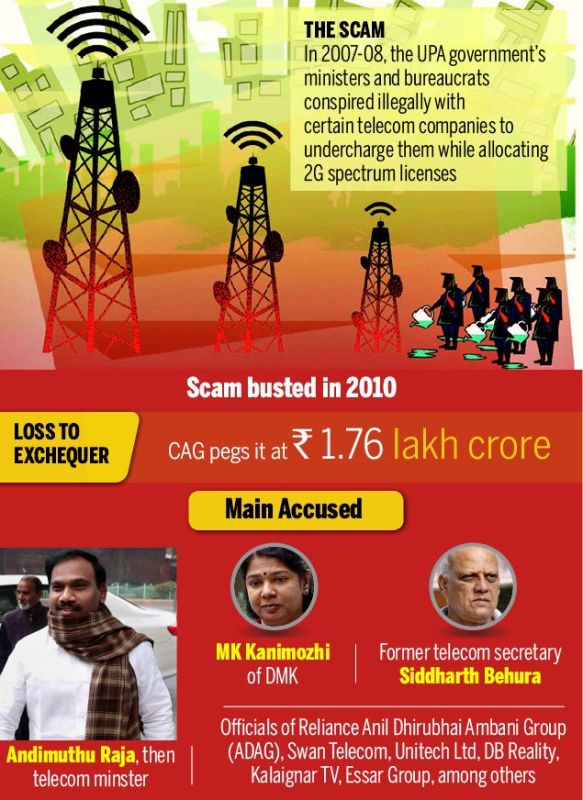 THE SCAM
In 2007-08, the UPA government's
ministers and bureaucrats
conspired illegally with
certain telecom companies to
undercharge them while allocating
2G spectrum licenses
Scam busted in 2010
LOSS TO
EXCHEQUER
CAG pegs it at ₹ 1.76 lakh crore
Main Accused
Andimuthu Raja, then
telecom minster
MK Kanimozhi
of DMK
Former telecom secretary
Siddharth Behura
Officials of Reliance Anil Dhirubhai Ambani Group
(ADAG), Swan Telecom, Unitech Ltd, DB Reality,
Kalaignar TV, Essar Group, among others